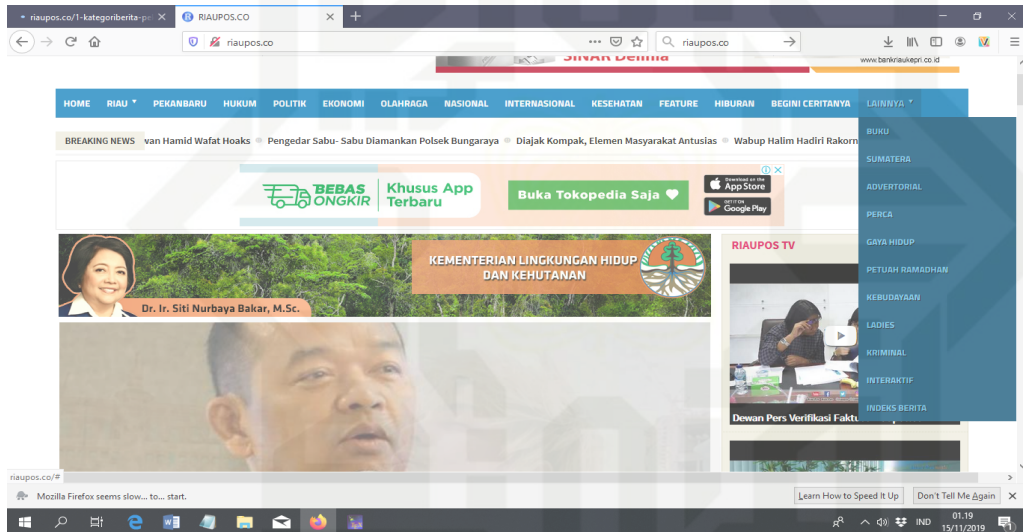 riaupos.co/1-kategoriberita-pe
RIAUPOS.CO
riaupos.co
riaupos.co
SINAR Delima
www.bankriaukepri.co.id
HOME RIAU PEKANBARU HUKUM POLITIK EKONOMI OLAHRAGA NASIONAL INTERNASIONAL KESEHATAN FEATURE HIBURAN BEGINI CERITANYA LAINNYA
BREAKING NEWS wan Hamid Wafat Hoaks Pengedar Sabu- Sabu Diamankan Polsek Bungaraya Diajak Kompak, Elemen Masyarakat Antusias Wabup Halim Hadiri Rakorn
BUKU
SUMATERA
ADVERTORIAL
PERCA
GAYA HIDUP
PETUAH RAMADHAN
KEBUDAYAAN
LADIES
KRIMINAL
INTERAKTIF
INDEKS BERITA
BEBAS ONGKIR
Khusus App
Terbaru
Buka Tokopedia Saja
Download on the
App Store
GET IT ON
Google Play
KEMENTERIAN LINGKUNGAN HIDUP
DAN KEHUTANAN
Dr. Ir. Siti Nurbaya Bakar, M.Sc.
RIAUPOS TV
Dewan Pers Verifikasi Faktu
riaupos.co/#
Mozilla Firefox seems slow... to... start.
Learn How to Speed It Up
Don't Tell Me Again
IND
01.19
15/11/2019